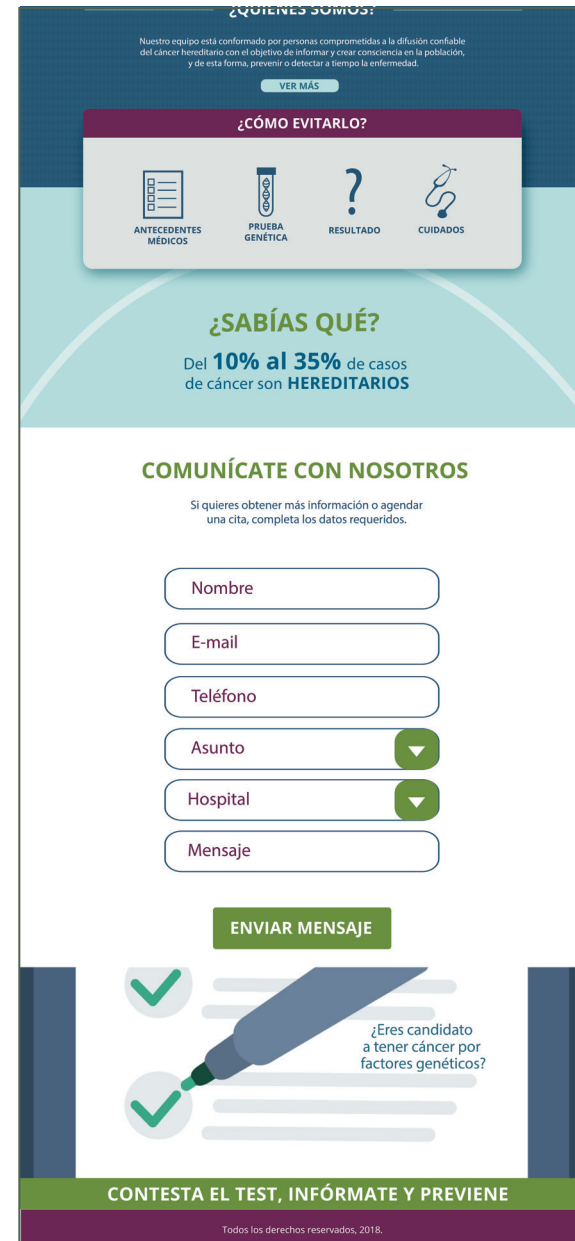 ¿QUIÉNES SOMOS?
Nuestro equipo está conformado por personas comprometidas a la difusión confiable
del cáncer hereditario con el objetivo de informar y crear consciencia en la población,
y de esta forma, prevenir o detectar a tiempo la enfermedad.
VER MÁS
¿CÓMO EVITARLO?
ANTECEDENTES
MÉDICOS
PRUEBA
GENÉTICA
RESULTADO
CUIDADOS
¿SABÍAS QUÉ?
Del 10% al 35% de casos
de cáncer son HEREDITARIOS
COMUNÍCATE CON NOSOTROS
Si quieres obtener más información o agendar
una cita, completa los datos requeridos.
Nombre
E-mail
Teléfono
Asunto
Hospital
Mensaje
ENVIAR MENSAJE
¿Eres candidato
a tener cáncer por
factores genéticos?
CONTESTA EL TEST, INFÓRMATE Y PREVIENE
Todos los derechos reservados, 2018.